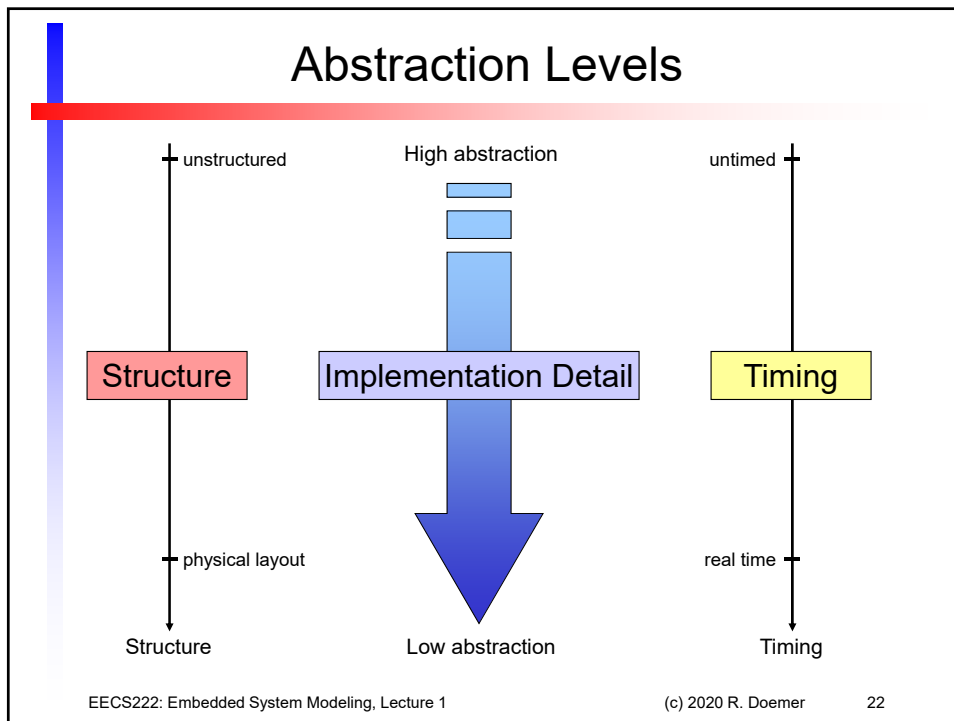 Abstraction Levels
unstructured
High abstraction
untimed
Structure
Implementation Detail
Timing
physical layout
real time
Structure
Low abstraction
Timing
EECS222: Embedded System Modeling, Lecture 1
(c) 2020 R. Doemer
22